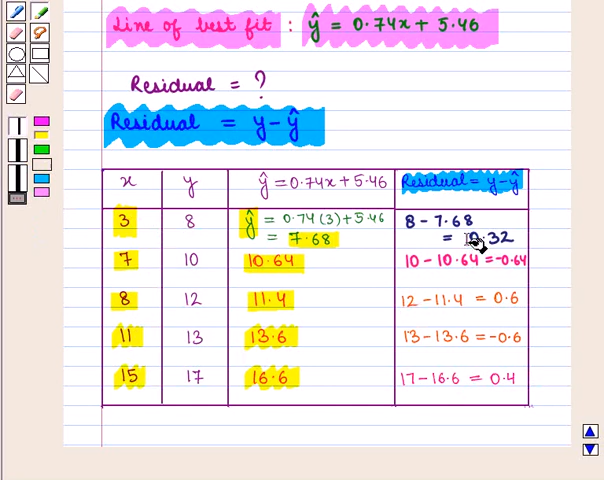 Line of best fit : ŷ = 0.74x + 5.46
Residual = ?
Residual = y - ŷ
x y ŷ = 0.74x + 5.46 Residual = y - ŷ
3 8 ŷ = 0.74(3) + 5.46 8 - 7.68
= 7.68 = 0.32
7 10 10.64 10 - 10.64 = -0.64
8 12 11.4 12 - 11.4 = 0.6
11 13 13.6 13 - 13.6 = -0.6
15 17 16.6 17 - 16.6 = 0.4